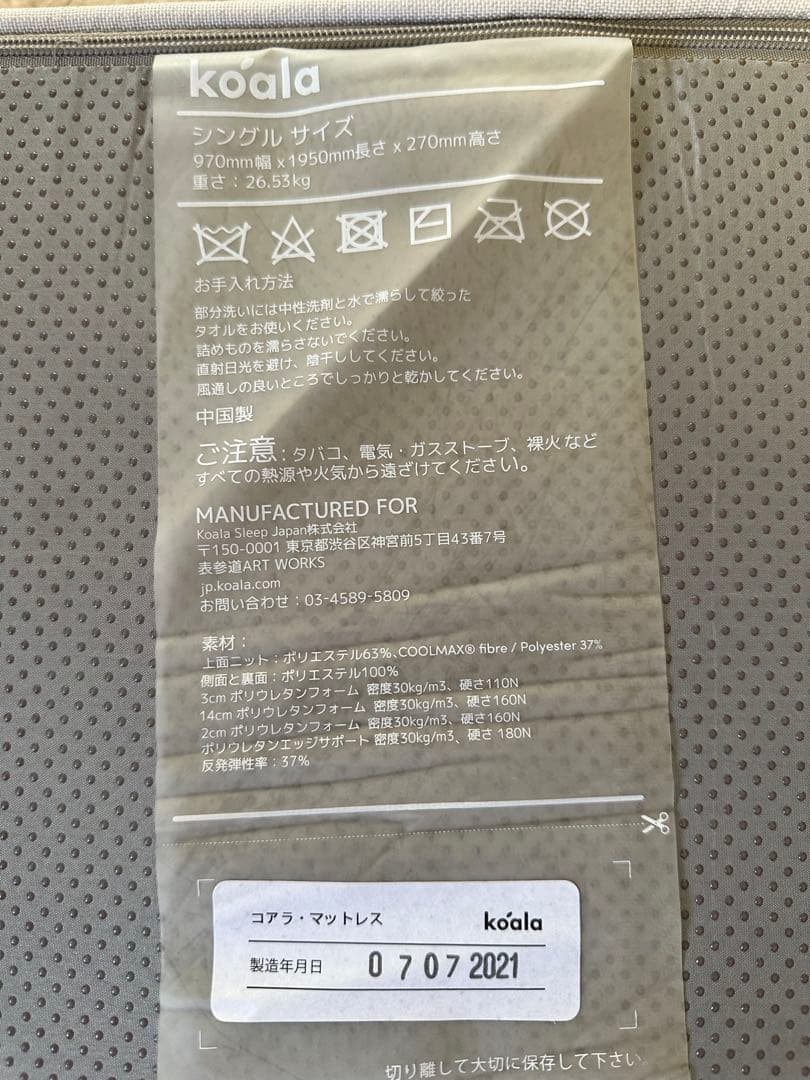 koala
シングル サイズ
970mm幅 x 1950mm長さ x 270mm高さ
重さ：26.53kg
お手入れ方法
部分洗いには中性洗剤と水で濡らして絞った
タオルをお使いください。
詰めものを濡らさないでください。
直射日光を避け、陰干ししてください。
風通しの良いところでしっかりと乾かしてください。
中国製
ご注意：タバコ、電気・ガスストーブ、裸火など
すべての熱源や火気から遠ざけてください。
MANUFACTURED FOR
Koala Sleep Japan株式会社
〒150-0001 東京都渋谷区神宮前5丁目43番7号
表参道ART WORKS
jp.koala.com
お問い合わせ：03-4589-5809
素材：
上面ニット：ポリエステル63%、COOLMAX® fibre / Polyester 37%
側面と裏面：ポリエステル100%
3cm ポリウレタンフォーム 密度30kg/m3、硬さ110N
14cm ポリウレタンフォーム 密度30kg/m3、硬さ160N
2cm ポリウレタンフォーム 密度30kg/m3、硬さ160N
ポリウレタンエッジサポート 密度30kg/m3、硬さ 180N
反発弾性率：37%
コアラ・マットレス koala
製造年月日 0 7 0 7 2021
切り離して大切に保存して下さい。